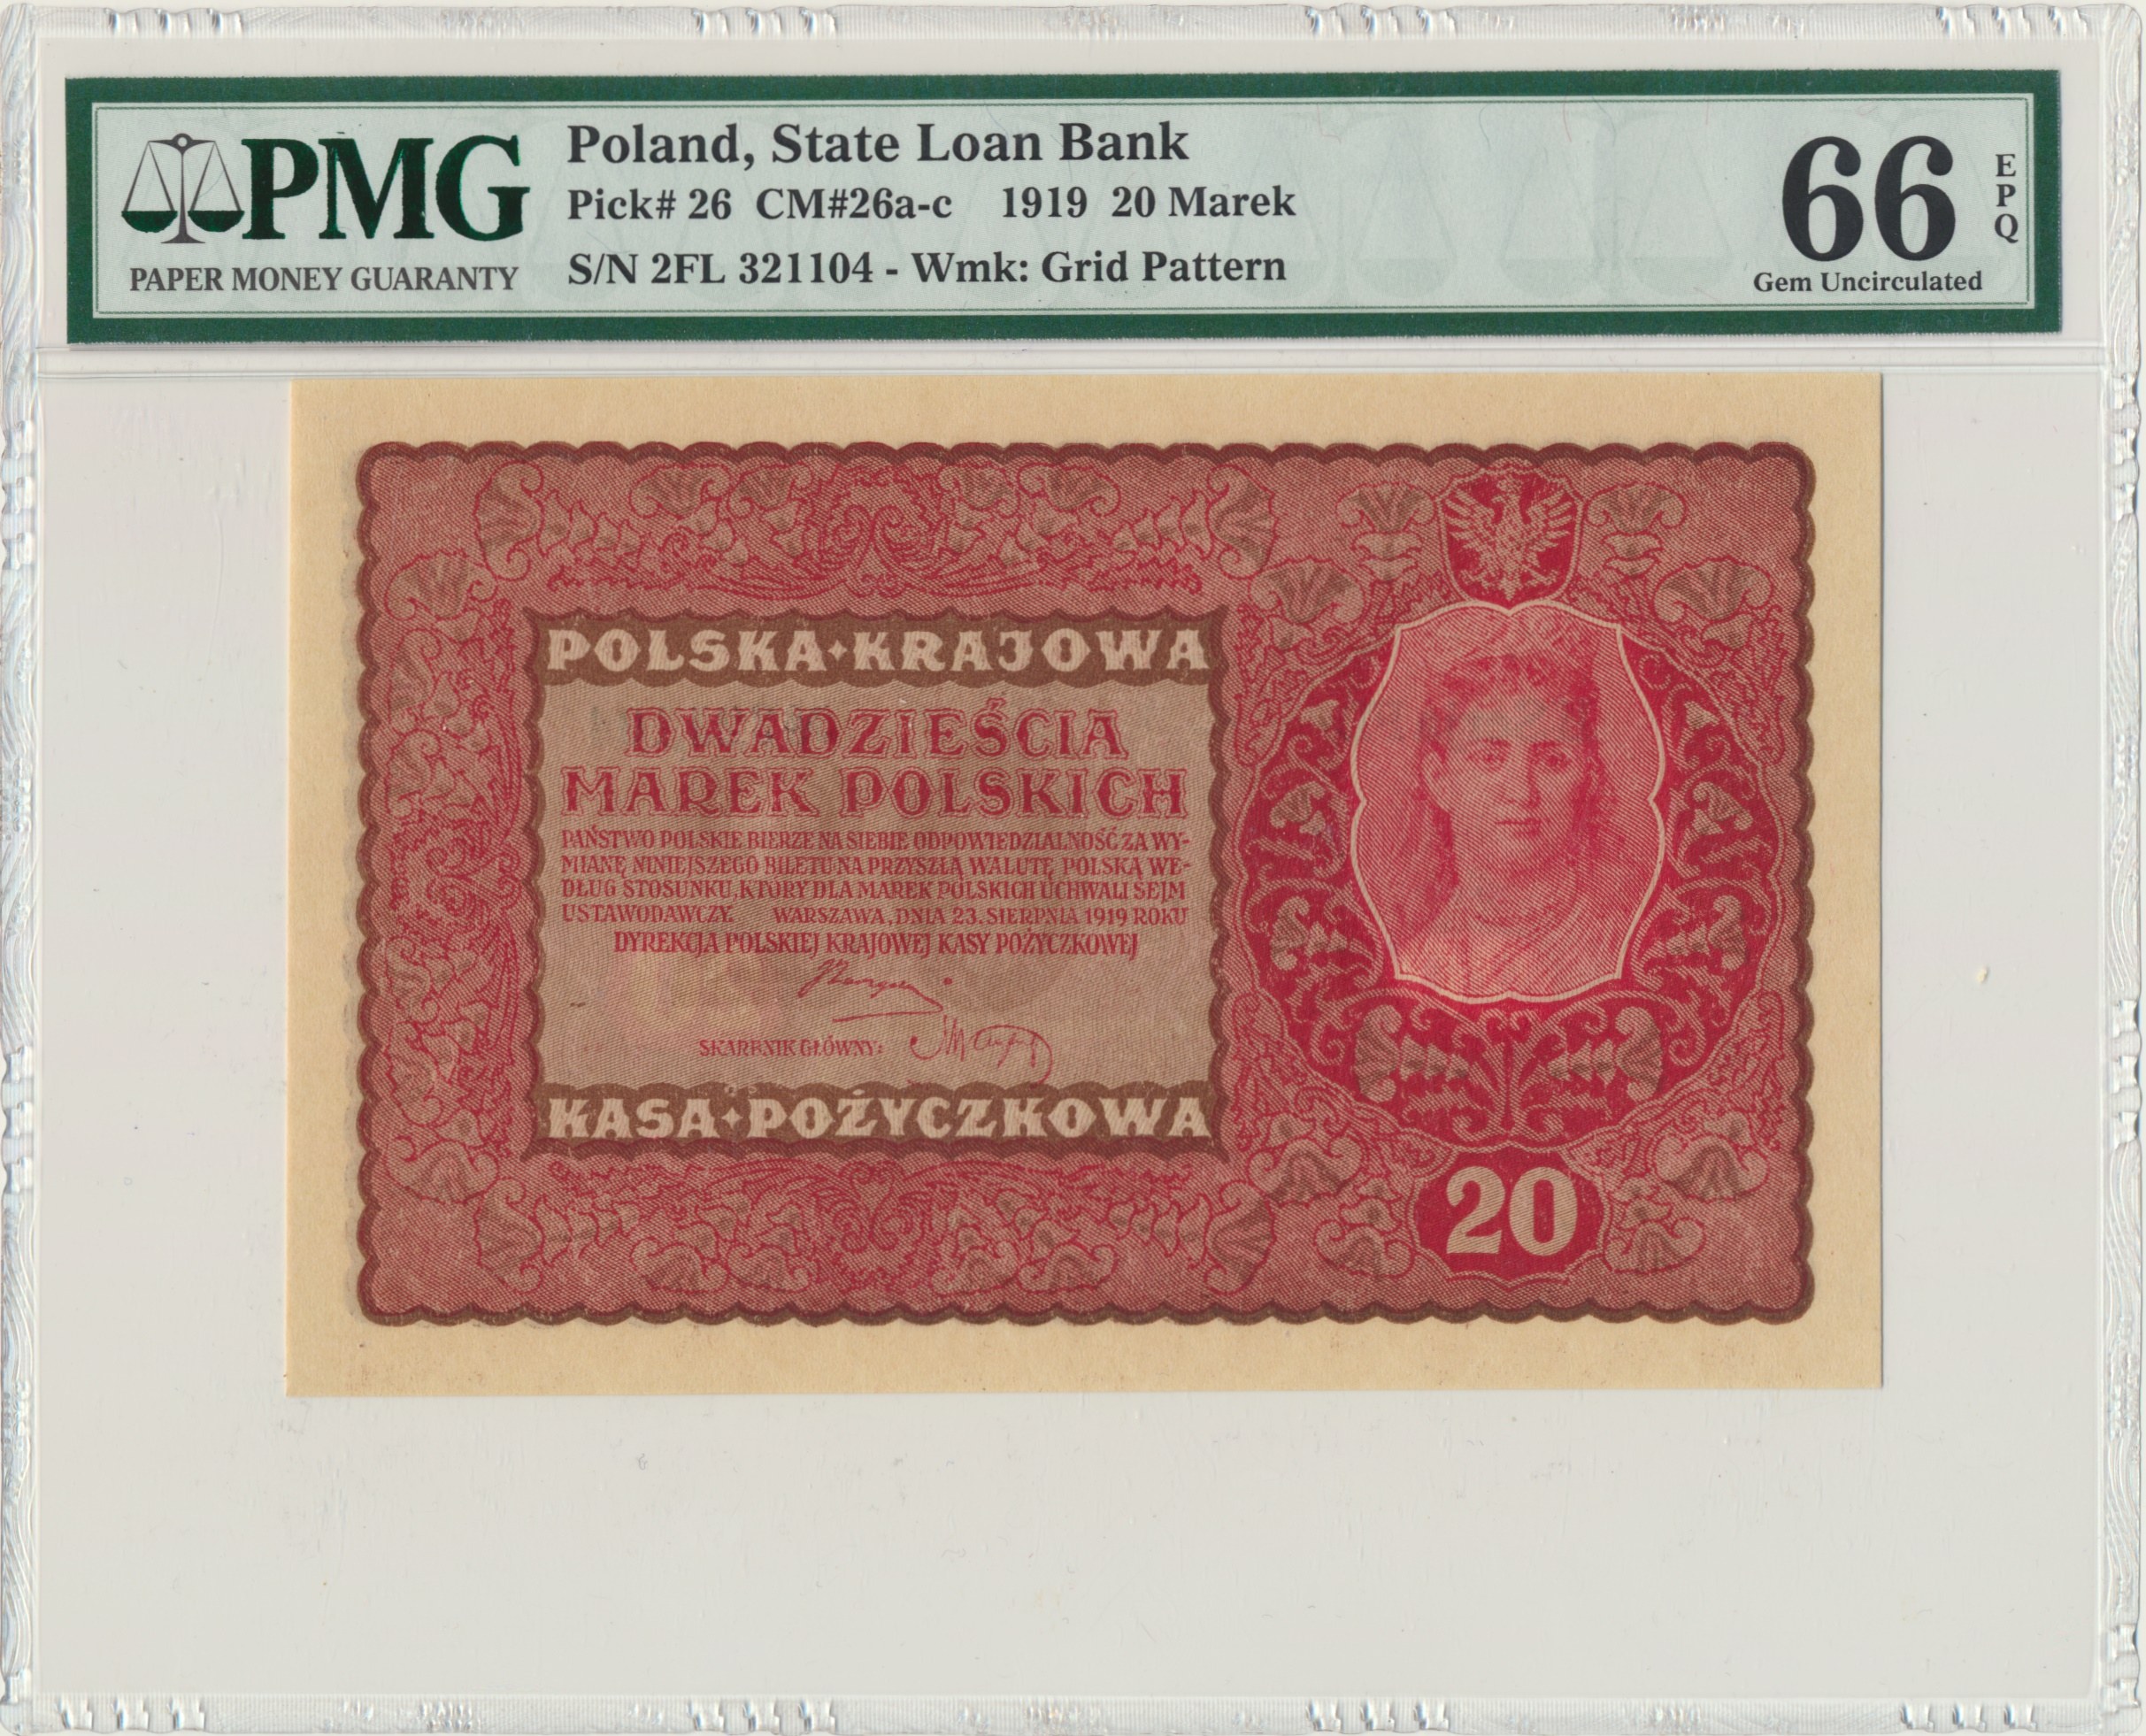 PMG
PAPER MONEY GUARANTY
Poland, State Loan Bank
Pick# 26 CM#26a-c 1919 20 Marek
S/N 2FL 321104 - Wmk: Grid Pattern
66
EPQ
Gem Uncirculated
POLSKA KRAJOWA
DWADZIEŚCIA
MAREK POLSKICH
PAŃSTWO POLSKIE BIERZE NA SIEBIE ODPOWIEDZIALNOŚĆ ZA WY-
MIANĘ NINIEJSZEGO BILETU NA PRZYSZŁĄ WALUTĘ POLSKĄ WE-
DŁUG STOSUNKU, KTÓRY DLA MAREK POLSKICH UCHWALI SEJM
USTAWODAWCZY. WARSZAWA, DNIA 23. SIERPNIA 1919 ROKU
DYREKCJA POLSKIEJ KRAJOWEJ KASY POŻYCZKOWEJ
SKARBNIK GŁÓWNY:
KASA POŻYCZKOWA
20